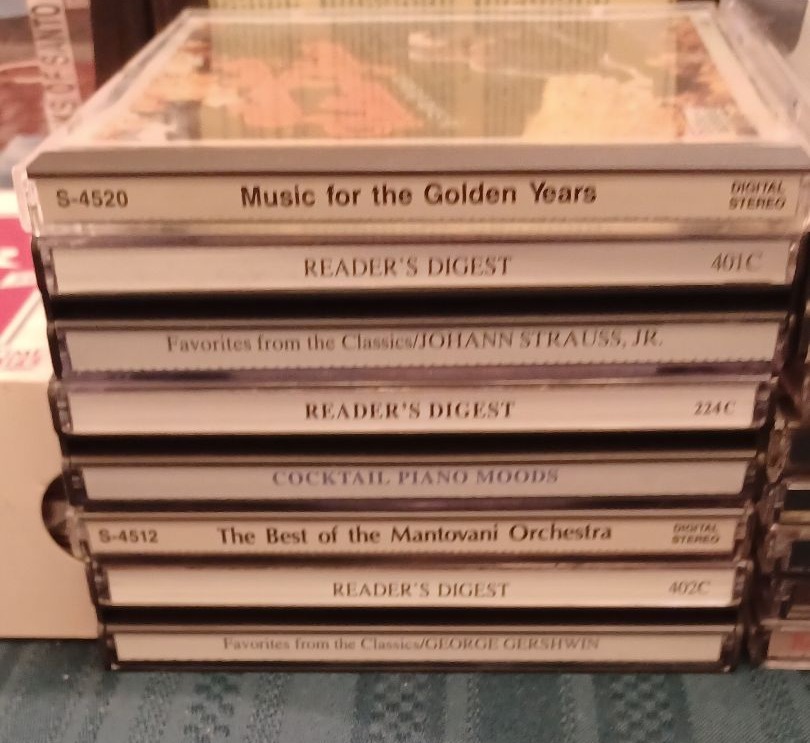 S-4520 Music for the Golden Years DIGITAL STEREO
READER'S DIGEST 401C
Favorites from the Classics/JOHANN STRAUSS, JR.
READER'S DIGEST 224C
COCKTAIL PIANO MOODS
S-4512 The Best of the Mantovani Orchestra DIGITAL STEREO
READER'S DIGEST 402C
Favorites from the Classics/GEORGE GERSHWIN
OF SANTO